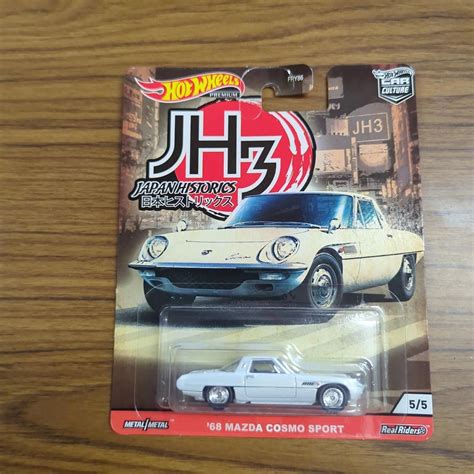 HOT WHEELS
PREMIUM
FRY86
CAR
CULTURE
JH3
JAPAN HISTORICS
日本ヒストリックス
JH3
METAL/METAL
'68 MAZDA COSMO SPORT
5/5
Real Riders